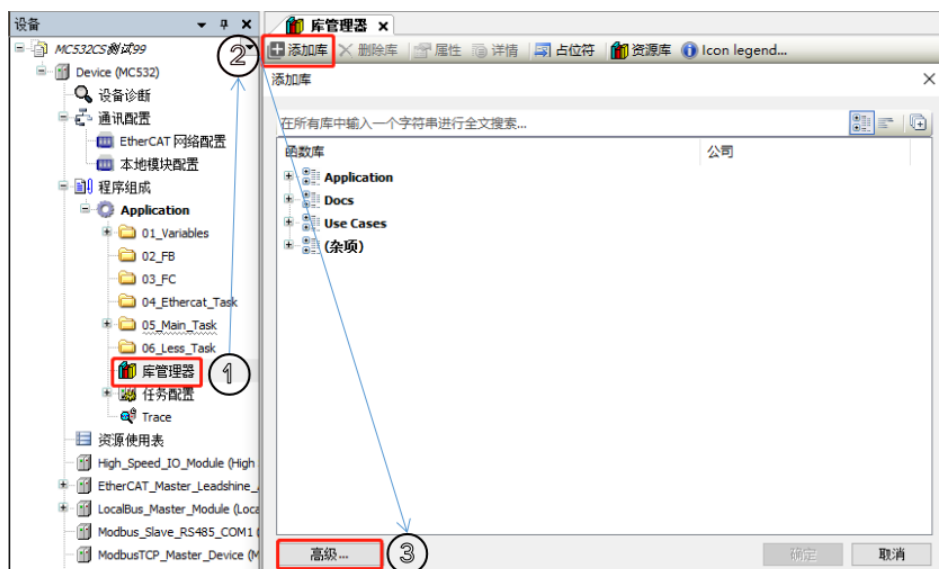 设备
MC532CS测试99
Device (MC532)
设备诊断
通讯配置
EtherCAT 网络配置
本地模块配置
程序组成
Application
01_Variables
02_FB
03_FC
04_Ethercat_Task
05_Main_Task
06_Less_Task
库管理器
①
任务配置
Trace
资源使用表
High_Speed_IO_Module (High
EtherCAT_Master_Leadshine_
LocalBus_Master_Module (Loca
Modbus_Slave_RS485_COM1 (
ModbusTCP_Master_Device (M
库管理器
②
添加库 删除库 属性 详情 占位符 资源库 Icon legend...
添加库
在所有库中输入一个字符串进行全文搜索...
函数库 公司
Application
Docs
Use Cases
(杂项)
高级... ③ 确定 取消